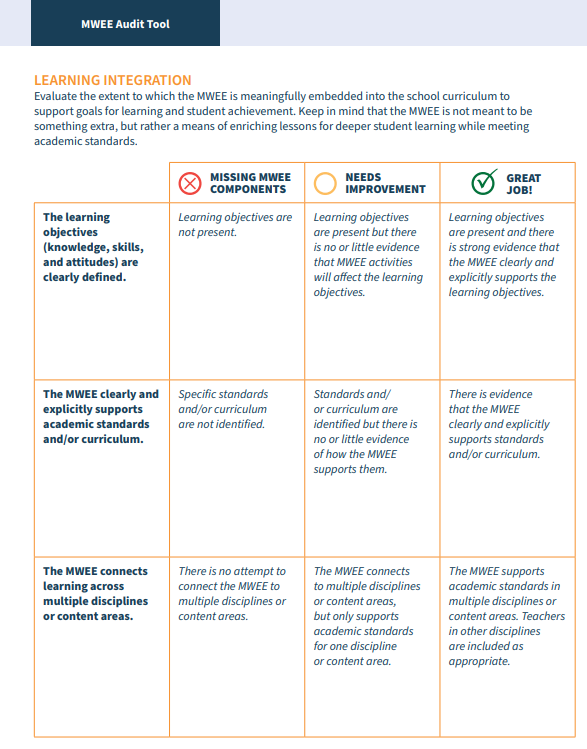 MWEE Audit Tool
LEARNING INTEGRATION
Evaluate the extent to which the MWEE is meaningfully embedded into the school curriculum to
support goals for learning and student achievement. Keep in mind that the MWEE is not meant to be
something extra, but rather a means of enriching lessons for deeper student learning while meeting
academic standards.
MISSING MWEE
COMPONENTS
NEEDS
IMPROVEMENT
GREAT
JOB!
The learning
objectives
(knowledge, skills,
and attitudes) are
clearly defined.
Learning objectives are
not present.
Learning objectives
are present but there
is no or little evidence
that MWEE activities
will affect the learning
objectives.
Learning objectives
are present and there
is strong evidence that
the MWEE clearly and
explicitly supports the
learning objectives.
The MWEE clearly and
explicitly supports
academic standards
and/or curriculum.
Specific standards
and/or curriculum
are not identified.
Standards and/
or curriculum are
identified but there is
no or little evidence
of how the MWEE
supports them.
There is evidence
that the MWEE
clearly and explicitly
supports standards
and/or curriculum.
The MWEE connects
learning across
multiple disciplines
or content areas.
There is no attempt to
connect the MWEE to
multiple disciplines or
content areas.
The MWEE connects
to multiple disciplines
or content areas,
but only supports
academic standards
for one discipline
or content area.
The MWEE supports
academic standards in
multiple disciplines or
content areas. Teachers
in other disciplines
are included as
appropriate.